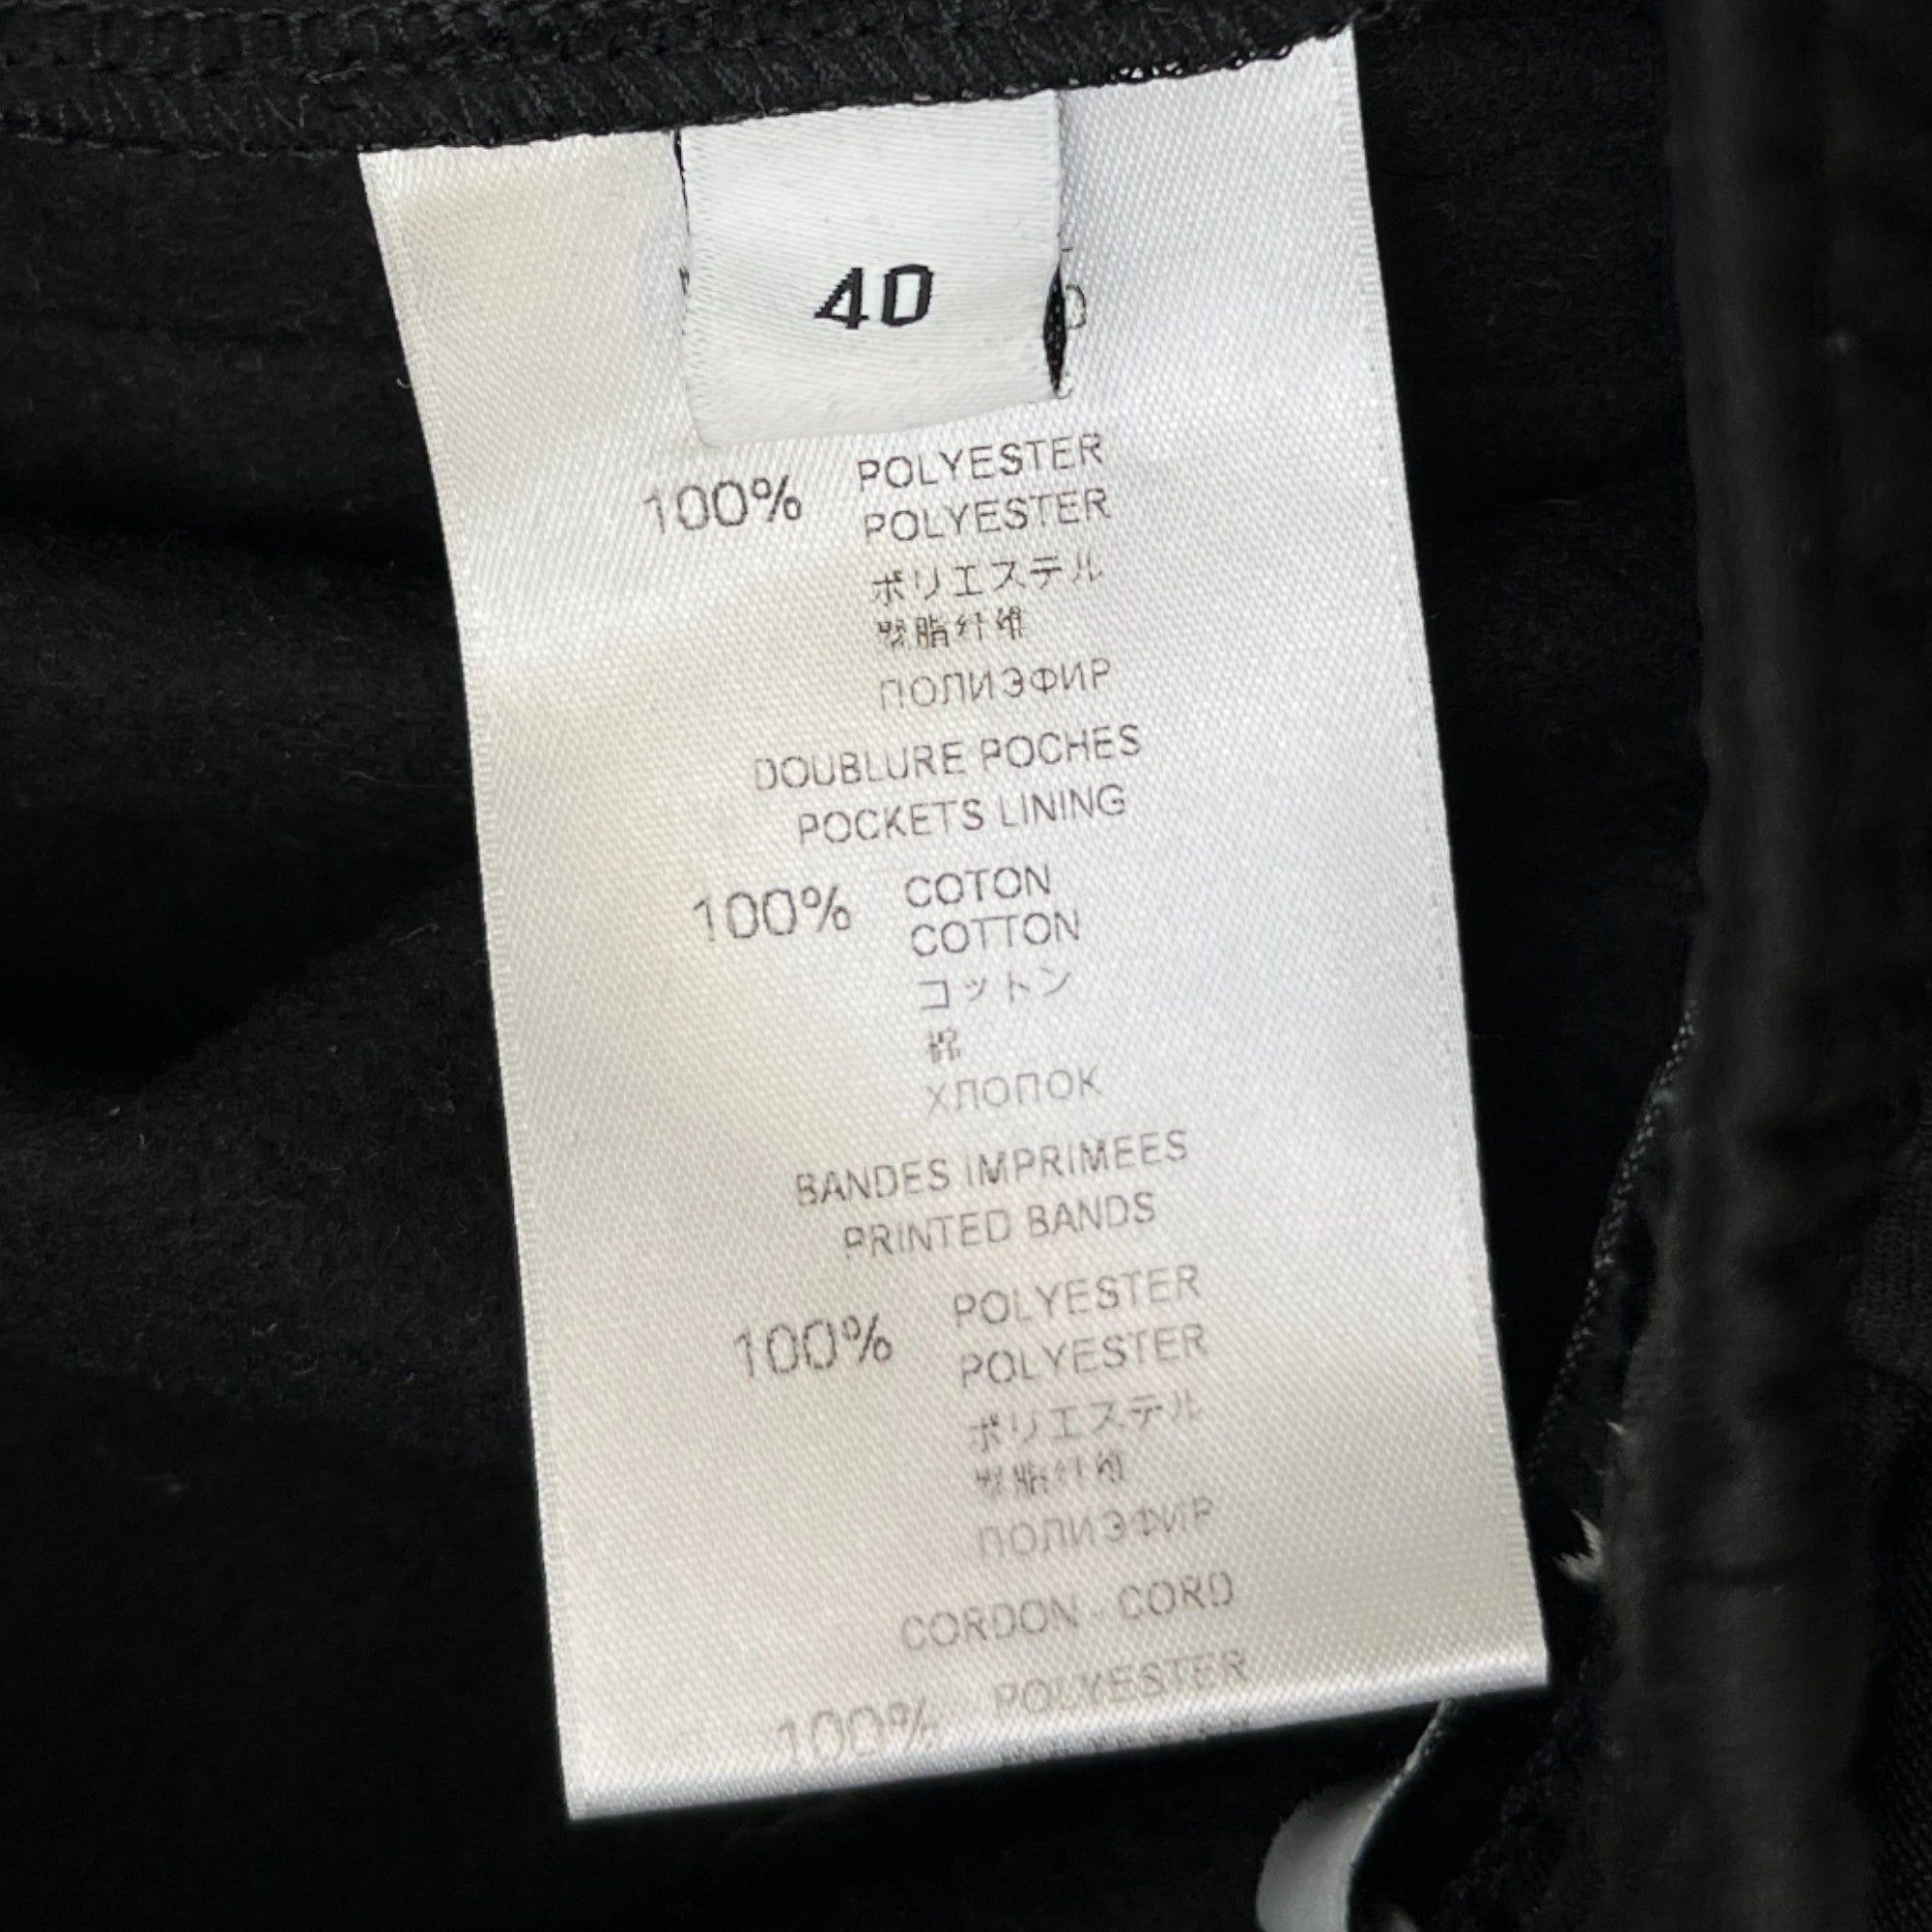 40
100% POLYESTER
POLYESTER
ポリエステル
聚脂纤维
ПОЛИЭФИР
DOUBLURE POCHES
POCKETS LINING
100% COTON
COTTON
コットン
棉
ХЛОПОК
BANDES IMPRIMEES
PRINTED BANDS
100% POLYESTER
POLYESTER
ポリエステル
聚脂纤维
ПОЛИЭФИР
CORDON - CORD
100% POLYESTER